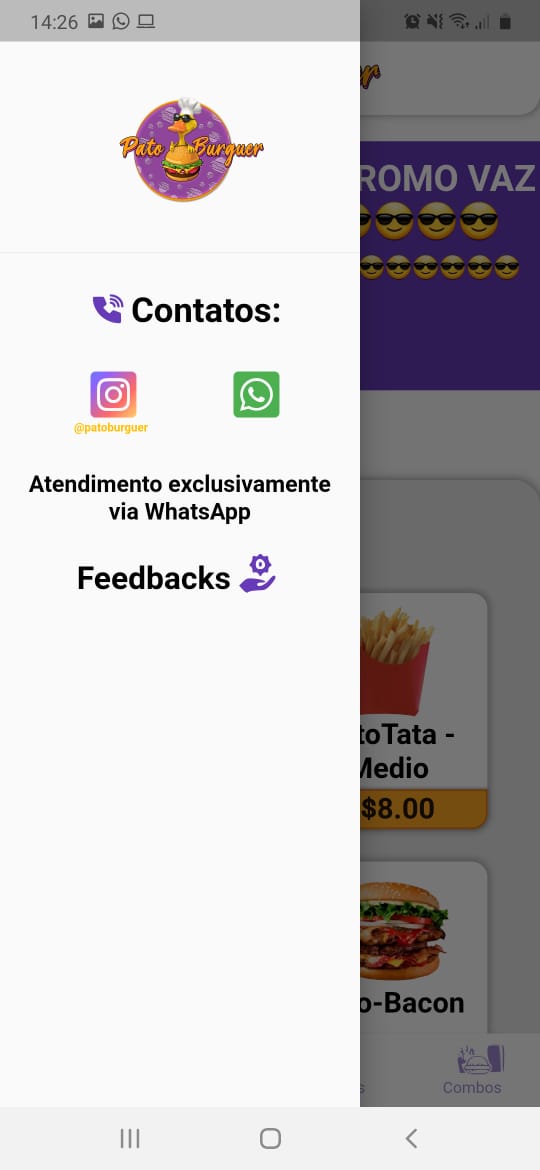 14:26
Pato Burguer
Contatos:
@patoburguer
Atendimento exclusivamente
via WhatsApp
Feedbacks
ROMO VAZ
toTata -
Medio
$8.00
o-Bacon
Combos